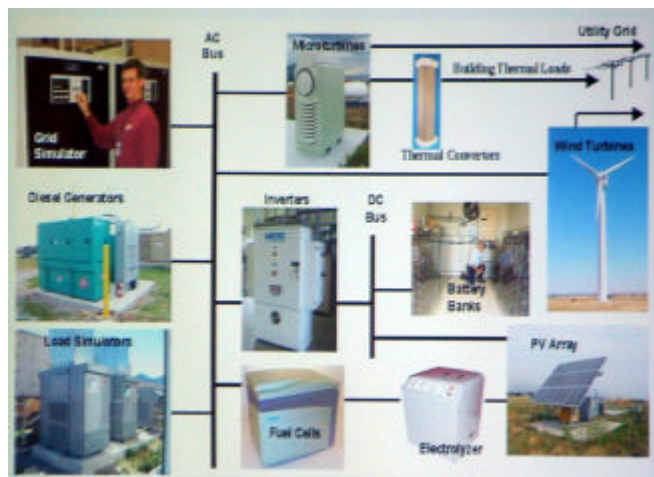 AC
Bus
Microturbines
Utility Grid
Building Thermal Loads
Grid
Simulator
Thermal Converters
Wind Turbines
Diesel Generators
Inverters
DC
Bus
Battery
Banks
Load Simulators
PV Array
Fuel Cells
Electrolyzer